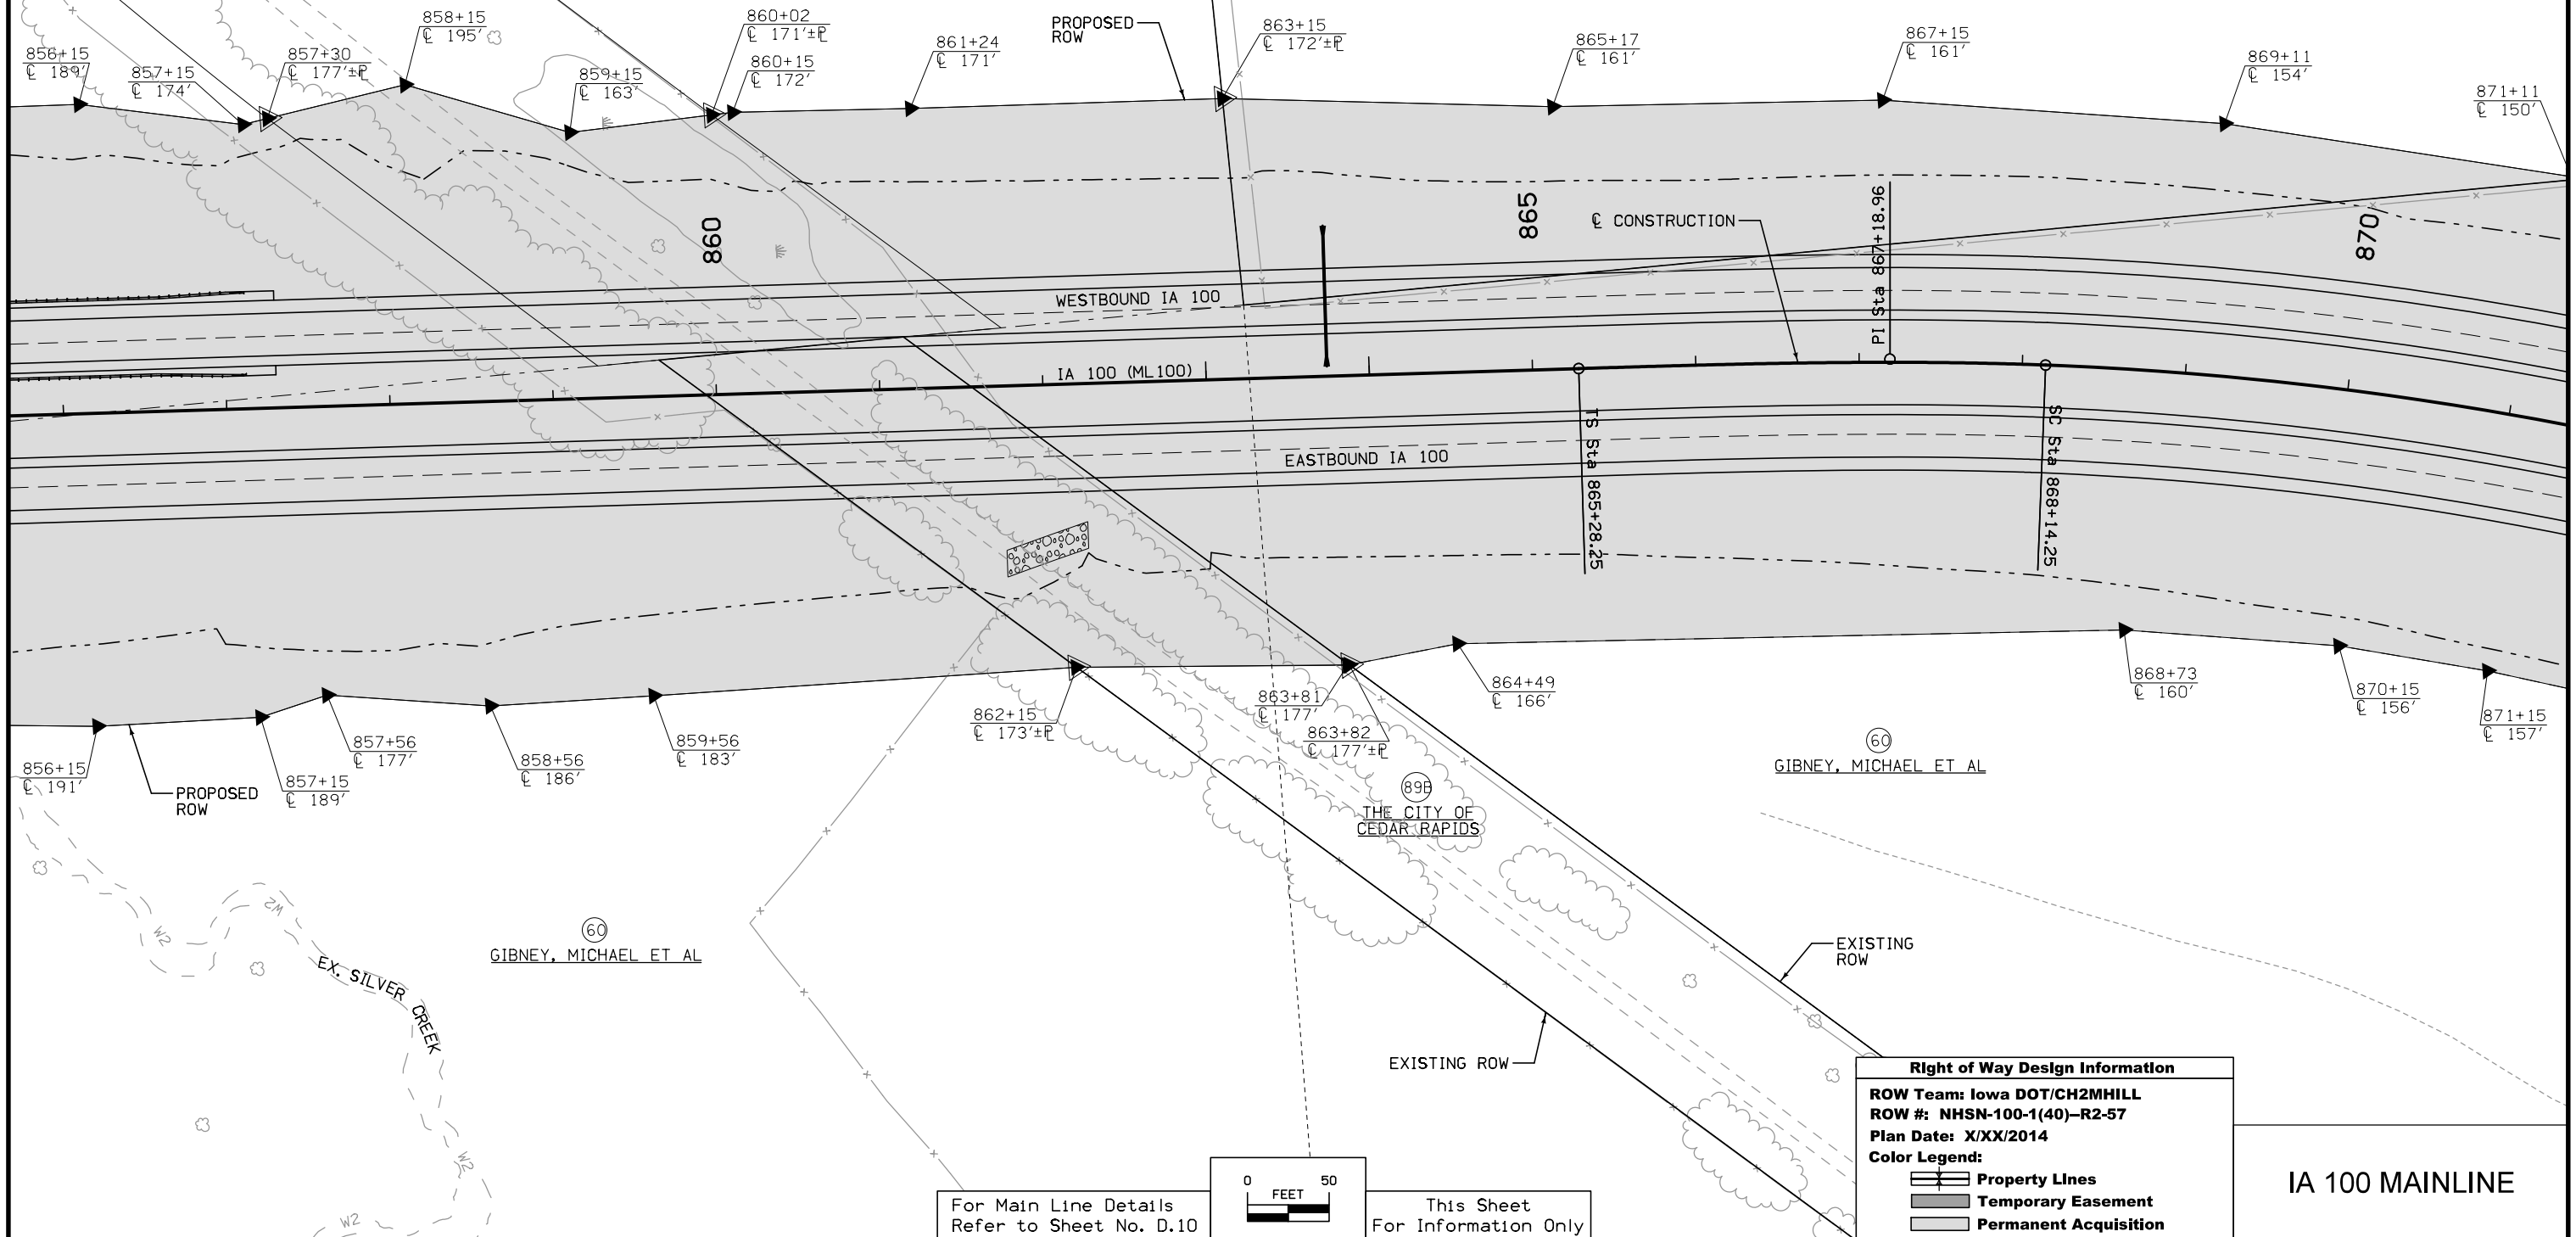 856+15
℄ 189′
857+15
℄ 174′
857+30
℄ 177′±℄
858+15
℄ 195′
859+15
℄ 163′
860+02
℄ 171′±℄
860+15
℄ 172′
861+24
℄ 171′
PROPOSED
ROW
863+15
℄ 172′±℄
865+17
℄ 161′
867+15
℄ 161′
869+11
℄ 154′
871+11
℄ 150′
860
865
870
℄ CONSTRUCTION
PI Sta 867+18.96
WESTBOUND IA 100
IA 100 (ML100)
EASTBOUND IA 100
TS Sta 865+28.25
SC Sta 868+14.25
856+15
℄ 191′
PROPOSED
ROW
857+15
℄ 189′
857+56
℄ 177′
858+56
℄ 186′
859+56
℄ 183′
862+15
℄ 173′±℄
863+81
℄ 177′
863+82
℄ 177′±℄
864+49
℄ 166′
868+73
℄ 160′
870+15
℄ 156′
871+15
℄ 157′
60
GIBNEY, MICHAEL ET AL
89B
THE CITY OF
CEDAR RAPIDS
60
GIBNEY, MICHAEL ET AL
W2
W2
EX. SILVER CREEK
W2
W2
EXISTING
ROW
EXISTING ROW
For Main Line Details
Refer to Sheet No. D.10
0 50
FEET
This Sheet
For Information Only
Right of Way Design Information
ROW Team: Iowa DOT/CH2MHILL
ROW #: NHSN-100-1(40)--R2-57
Plan Date: X/XX/2014
Color Legend:
Property Lines
Temporary Easement
Permanent Acquisition
IA 100 MAINLINE